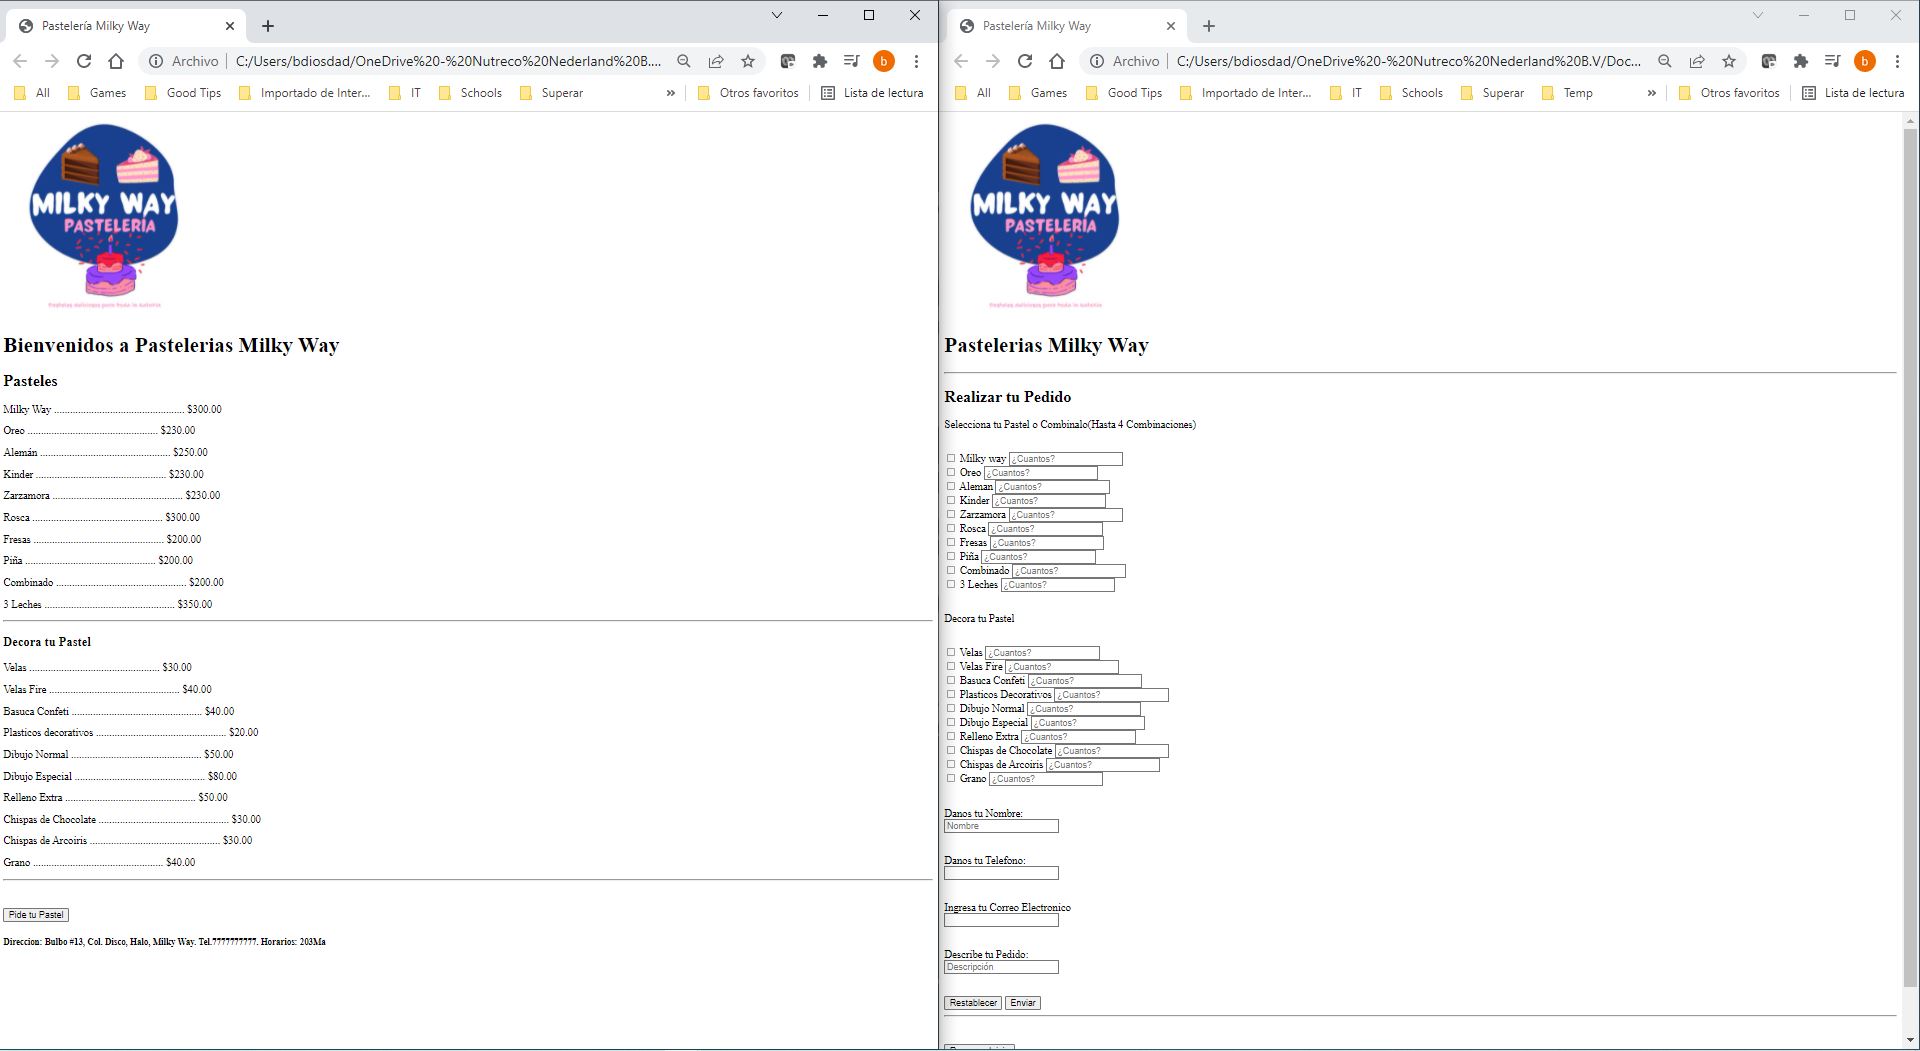 Pastelería Milky Way
Archivo C:/Users/bdiosdad/OneDrive%20-%20Nutreco%20Nederland%20B....
All Games Good Tips Importado de Inter... IT Schools Superar » Otros favoritos Lista de lectura
MILKY WAY
PASTELERÍA
Bienvenidos a Pastelerias Milky Way
Pasteles
Milky Way .................................................... $300.00
Oreo .................................................... $230.00
Alemán .................................................... $250.00
Kinder .................................................... $230.00
Zarzamora .................................................... $230.00
Rosca .................................................... $300.00
Fresas .................................................... $200.00
Piña .................................................... $200.00
Combinado .................................................... $200.00
3 Leches .................................................... $350.00
Decora tu Pastel
Velas .................................................... $30.00
Velas Fire .................................................... $40.00
Basuca Confeti .................................................... $40.00
Plasticos decorativos .................................................... $20.00
Dibujo Normal .................................................... $50.00
Dibujo Especial .................................................... $80.00
Relleno Extra .................................................... $50.00
Chispas de Chocolate .................................................... $30.00
Chispas de Arcoiris .................................................... $30.00
Grano .................................................... $40.00
Pide tu Pastel
Direccion: Bulbo #13, Col. Disco, Halo, Milky Way. Tel.7777777777. Horarios: 203Ma
Pastelería Milky Way
Archivo C:/Users/bdiosdad/OneDrive%20-%20Nutreco%20Nederland%20B.V/Doc...
All Games Good Tips Importado de Inter... IT Schools Superar Temp » Otros favoritos Lista de lectura
MILKY WAY
PASTELERÍA
Pastelerias Milky Way
Realizar tu Pedido
Selecciona tu Pastel o Combinalo(Hasta 4 Combinaciones)
Milky way ¿Cuantos?
Oreo ¿Cuantos?
Aleman ¿Cuantos?
Kinder ¿Cuantos?
Zarzamora ¿Cuantos?
Rosca ¿Cuantos?
Fresas ¿Cuantos?
Piña ¿Cuantos?
Combinado ¿Cuantos?
3 Leches ¿Cuantos?
Decora tu Pastel
Velas ¿Cuantos?
Velas Fire ¿Cuantos?
Basuca Confeti ¿Cuantos?
Plasticos Decorativos ¿Cuantos?
Dibujo Normal ¿Cuantos?
Dibujo Especial ¿Cuantos?
Relleno Extra ¿Cuantos?
Chispas de Chocolate ¿Cuantos?
Chispas de Arcoiris ¿Cuantos?
Grano ¿Cuantos?
Danos tu Nombre:
Nombre
Danos tu Telefono:
Ingresa tu Correo Electronico
Describe tu Pedido:
Descripción
Restablecer Enviar